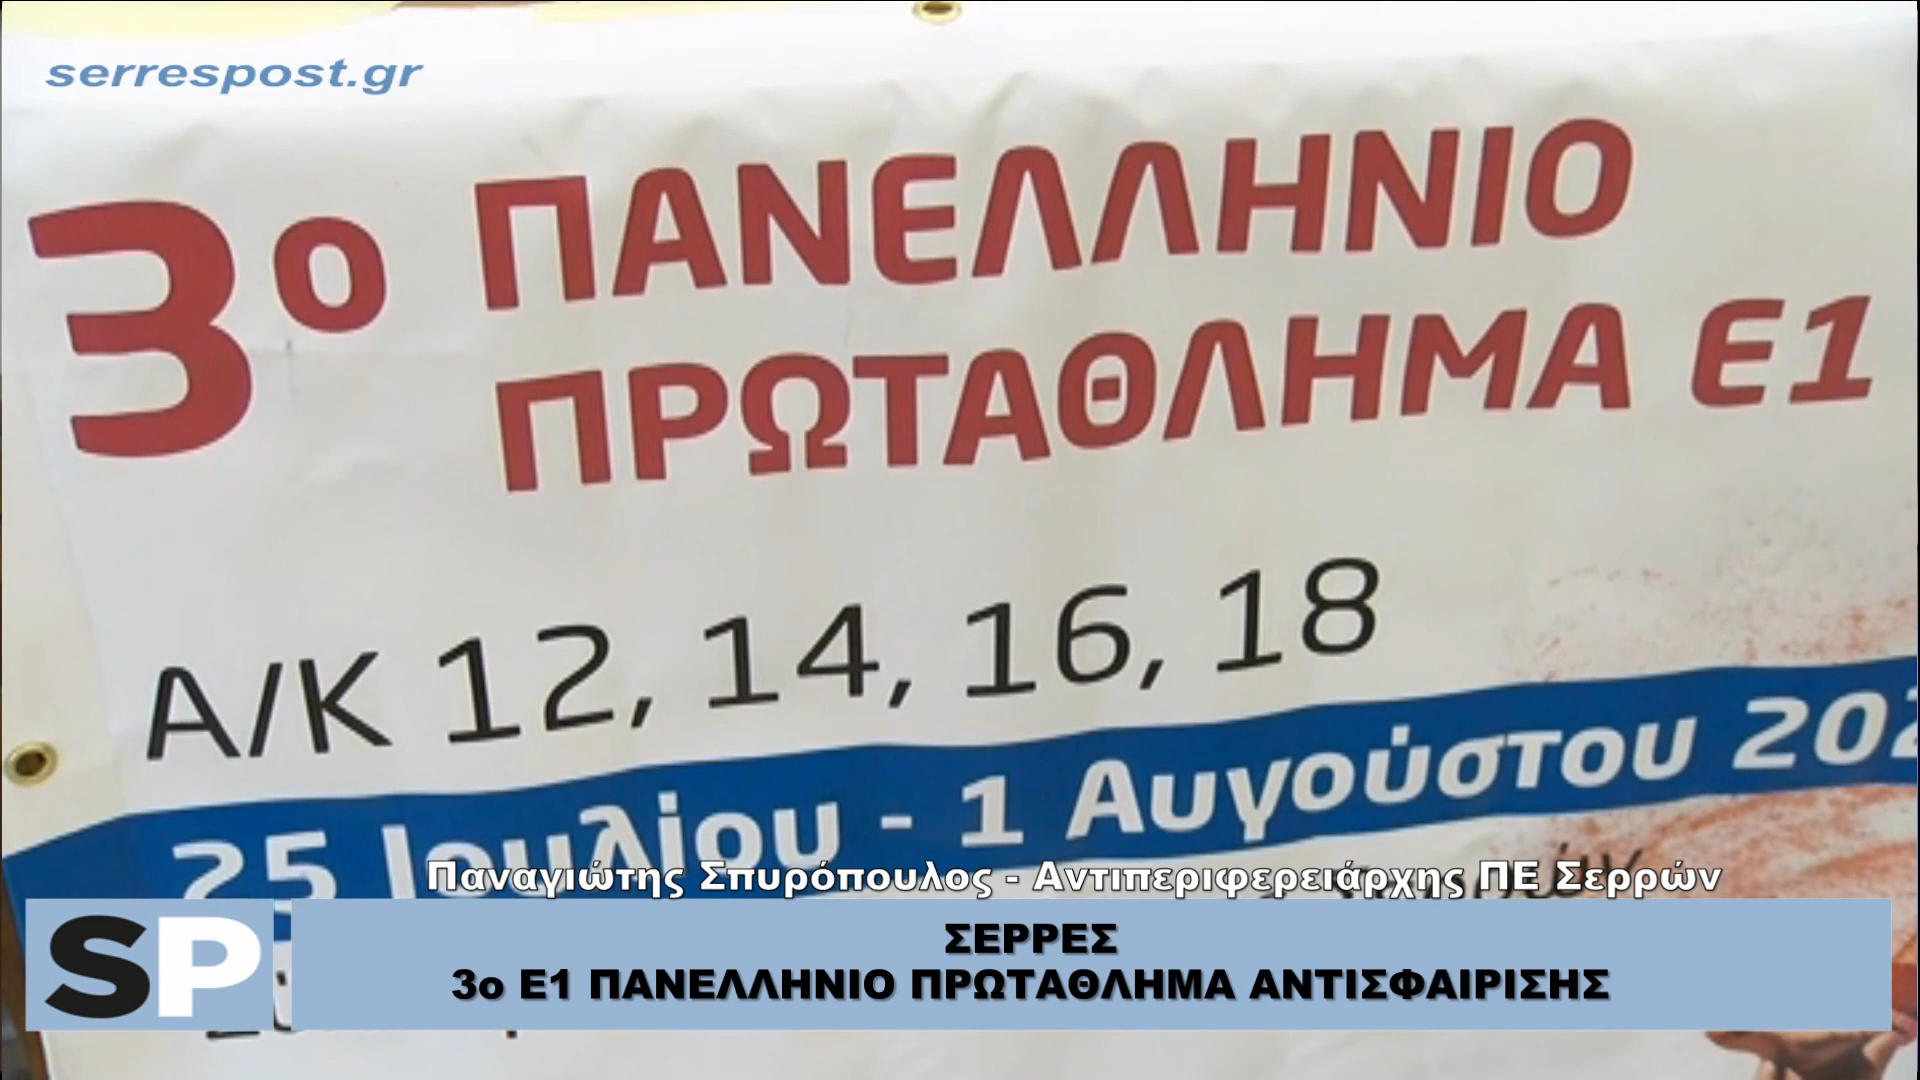 serrespost.gr
3ο ΠΑΝΕΛΛΗΝΙΟ
ΠΡΩΤΑΘΛΗΜΑ Ε1
Α/Κ 12, 14, 16, 18
25 Ιουλίου - 1 Αυγούστου
Παναγιώτης Σπυρόπουλος - Αντιπεριφερειάρχης ΠΕ Σερρών
SP
ΣΕΡΡΕΣ
3ο Ε1 ΠΑΝΕΛΛΗΝΙΟ ΠΡΩΤΑΘΛΗΜΑ ΑΝΤΙΣΦΑΙΡΙΣΗΣ